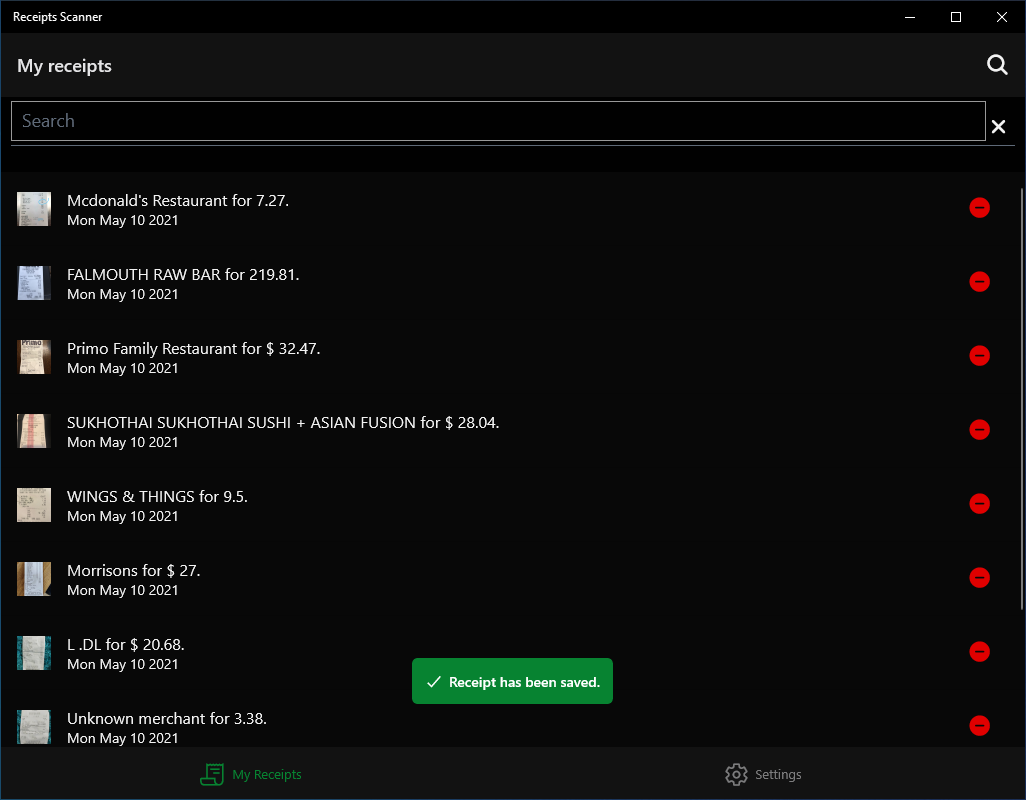 Receipts Scanner
My receipts
Search
Mcdonald's Restaurant for 7.27.
Mon May 10 2021
FALMOUTH RAW BAR for 219.81.
Mon May 10 2021
Primo
Primo Family Restaurant for $ 32.47.
Mon May 10 2021
SUKHOTHAI SUKHOTHAI SUSHI + ASIAN FUSION for $ 28.04.
Mon May 10 2021
WINGS & THINGS for 9.5.
Mon May 10 2021
Morrisons for $ 27.
Mon May 10 2021
L .DL for $ 20.68.
Mon May 10 2021
Receipt has been saved.
Unknown merchant for 3.38.
Mon May 10 2021
My Receipts
Settings